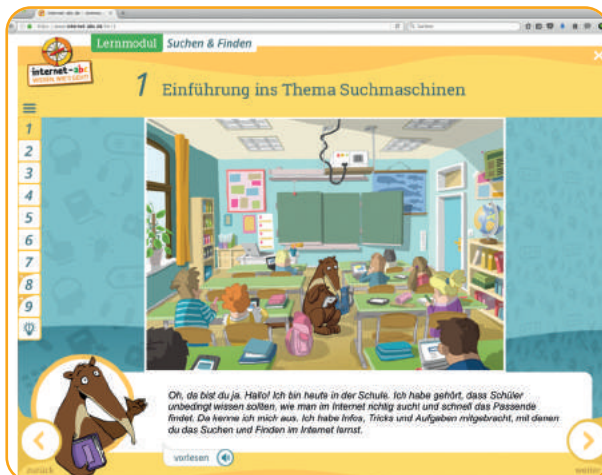 Lernmodul Suchen & Finden
internet-abc
WISSEN, WIE'S GEHT!
1 Einführung ins Thema Suchmaschinen
1
2
3
4
5
6
7
8
9
Oh, da bist du ja. Hallo! Ich bin heute in der Schule. Ich habe gehört, dass Schüler
unbedingt wissen sollten, wie man im Internet richtig sucht und schnell das Passende
findet. Da kenne ich mich aus. Ich habe Infos, Tricks und Aufgaben mitgebracht, mit denen
du das Suchen und Finden im Internet lernst.
vorlesen
zurück
weiter